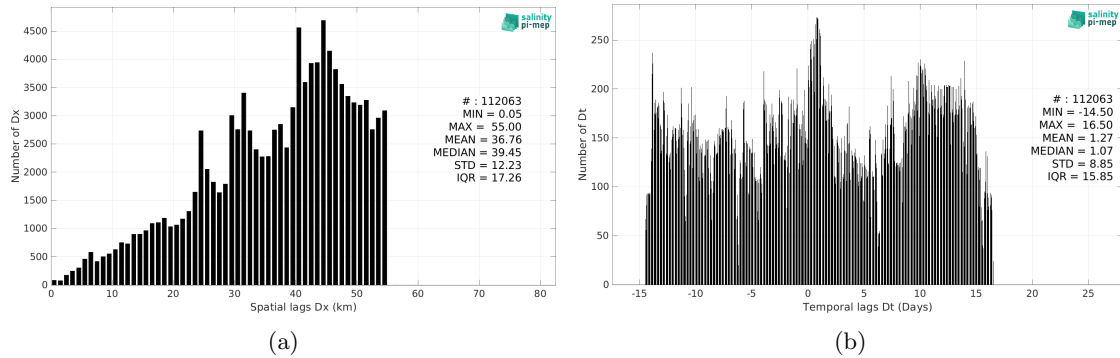 salinity
pi-mep
4500
4000
3500
3000
2500
2000
1500
1000
500
0
Number of Dx
# : 112063
MIN = 0.05
MAX = 55.00
MEAN = 36.76
MEDIAN = 39.45
STD = 12.23
IQR = 17.26
0 10 20 30 40 50 60 70 80
Spatial lags Dx (km)
(a)
salinity
pi-mep
250
200
150
100
50
0
Number of Dt
# : 112063
MIN = -14.50
MAX = 16.50
MEAN = 1.27
MEDIAN = 1.07
STD = 8.85
IQR = 15.85
-15 -10 -5 0 5 10 15 20 25
Temporal lags Dt (Days)
(b)